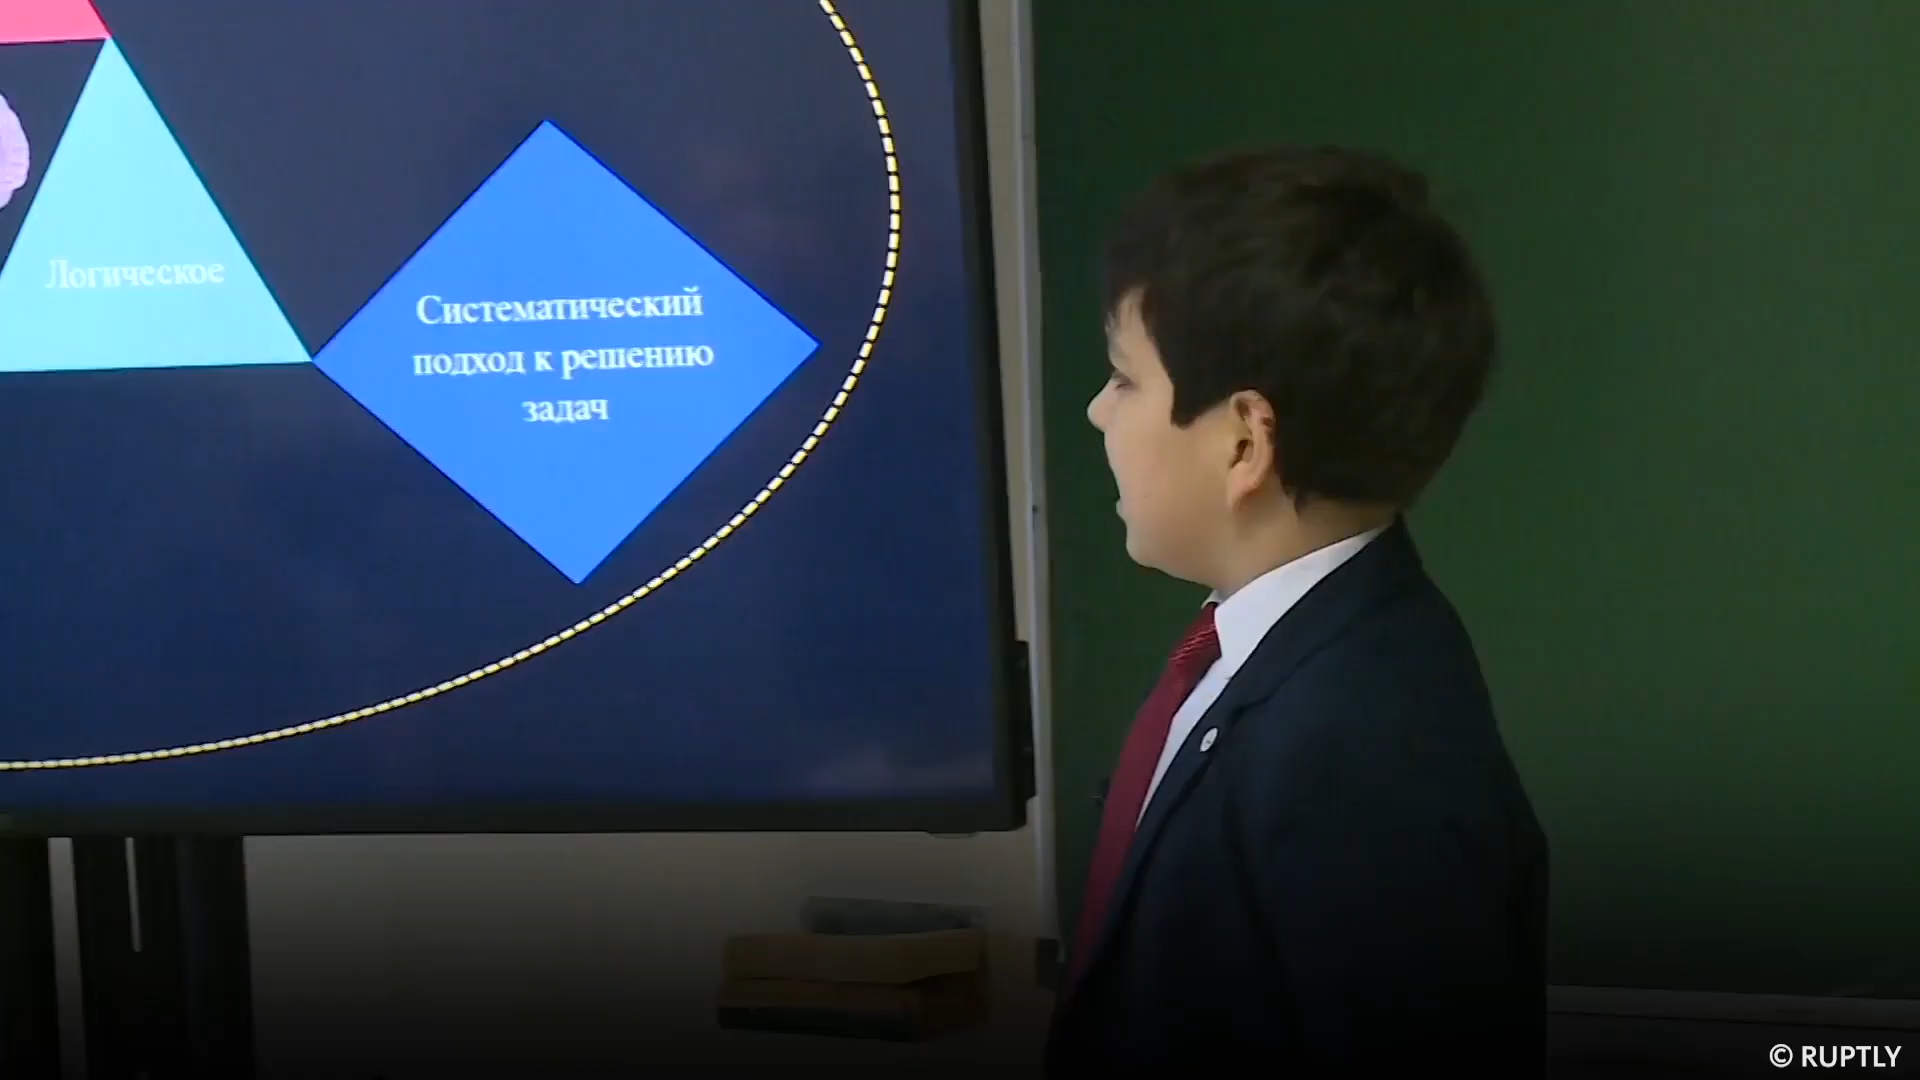 Логическое
Систематический
подход к решению
задач
© RUPTLY